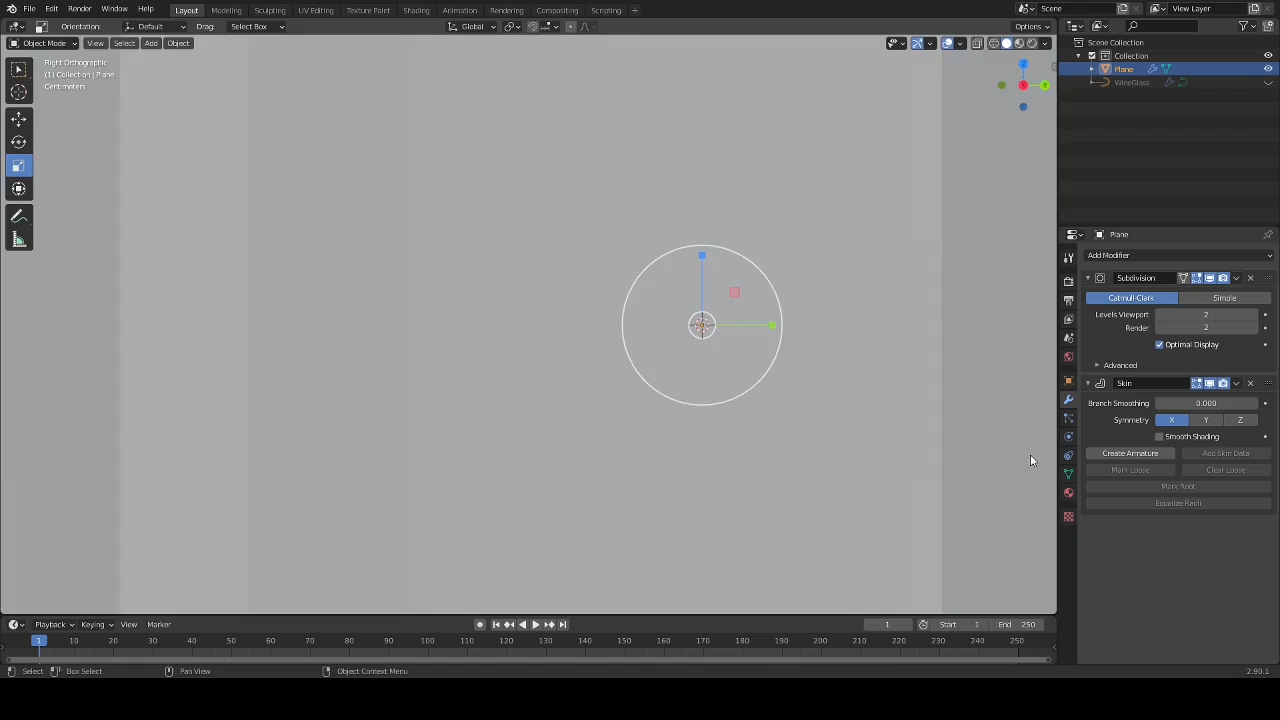 File Edit Render Window Help Layout Modeling Sculpting UV Editing Texture Paint Shading Animation Rendering Compositing Scripting + Scene View Layer
Orientation: Default Drag: Select Box Global Options
Object Mode View Select Add Object
Scene Collection
Collection
Plane
WineGlass
Right Orthographic
(1) Collection | Plane
Centimeters
Z
Y
X
Plane
Add Modifier
Subdivision
Catmull-Clark Simple
Levels Viewport 2
Render 2
Optimal Display
Advanced
Skin
Branch Smoothing 0.000
Symmetry X Y Z
Smooth Shading
Create Armature Add Skin Data
Mark Loose Clear Loose
Mark Root
Equalize Radii
Playback Keying View Marker 1 Start 1 End 250
1 10 20 30 40 50 60 70 80 90 100 110 120 130 140 150 160 170 180 190 200 210 220 230 240 250
Select Box Select Pan View Object Context Menu 2.90.1